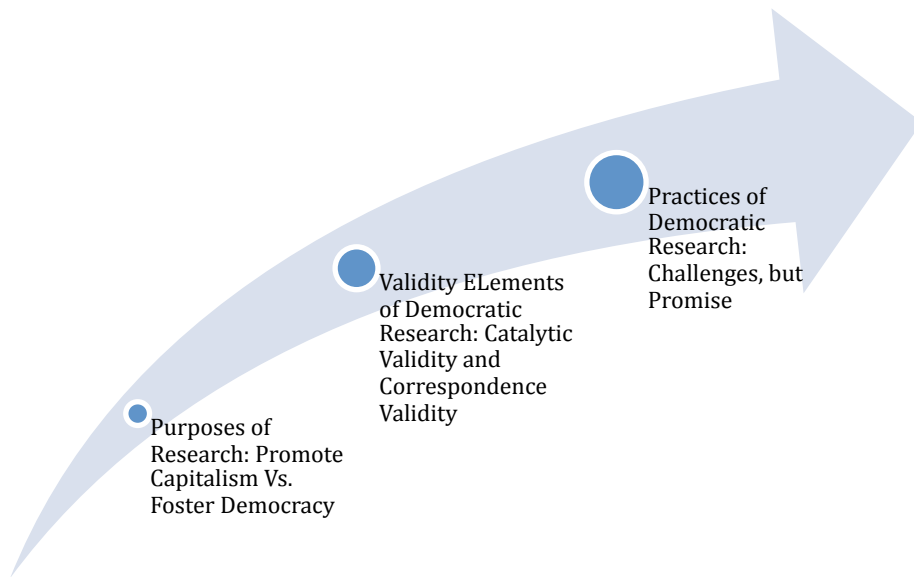 Purposes of
Research: Promote
Capitalism Vs.
Foster Democracy
Validity ELements
of Democratic
Research: Catalytic
Validity and
Correspondence
Validity
Practices of
Democratic
Research:
Challenges, but
Promise